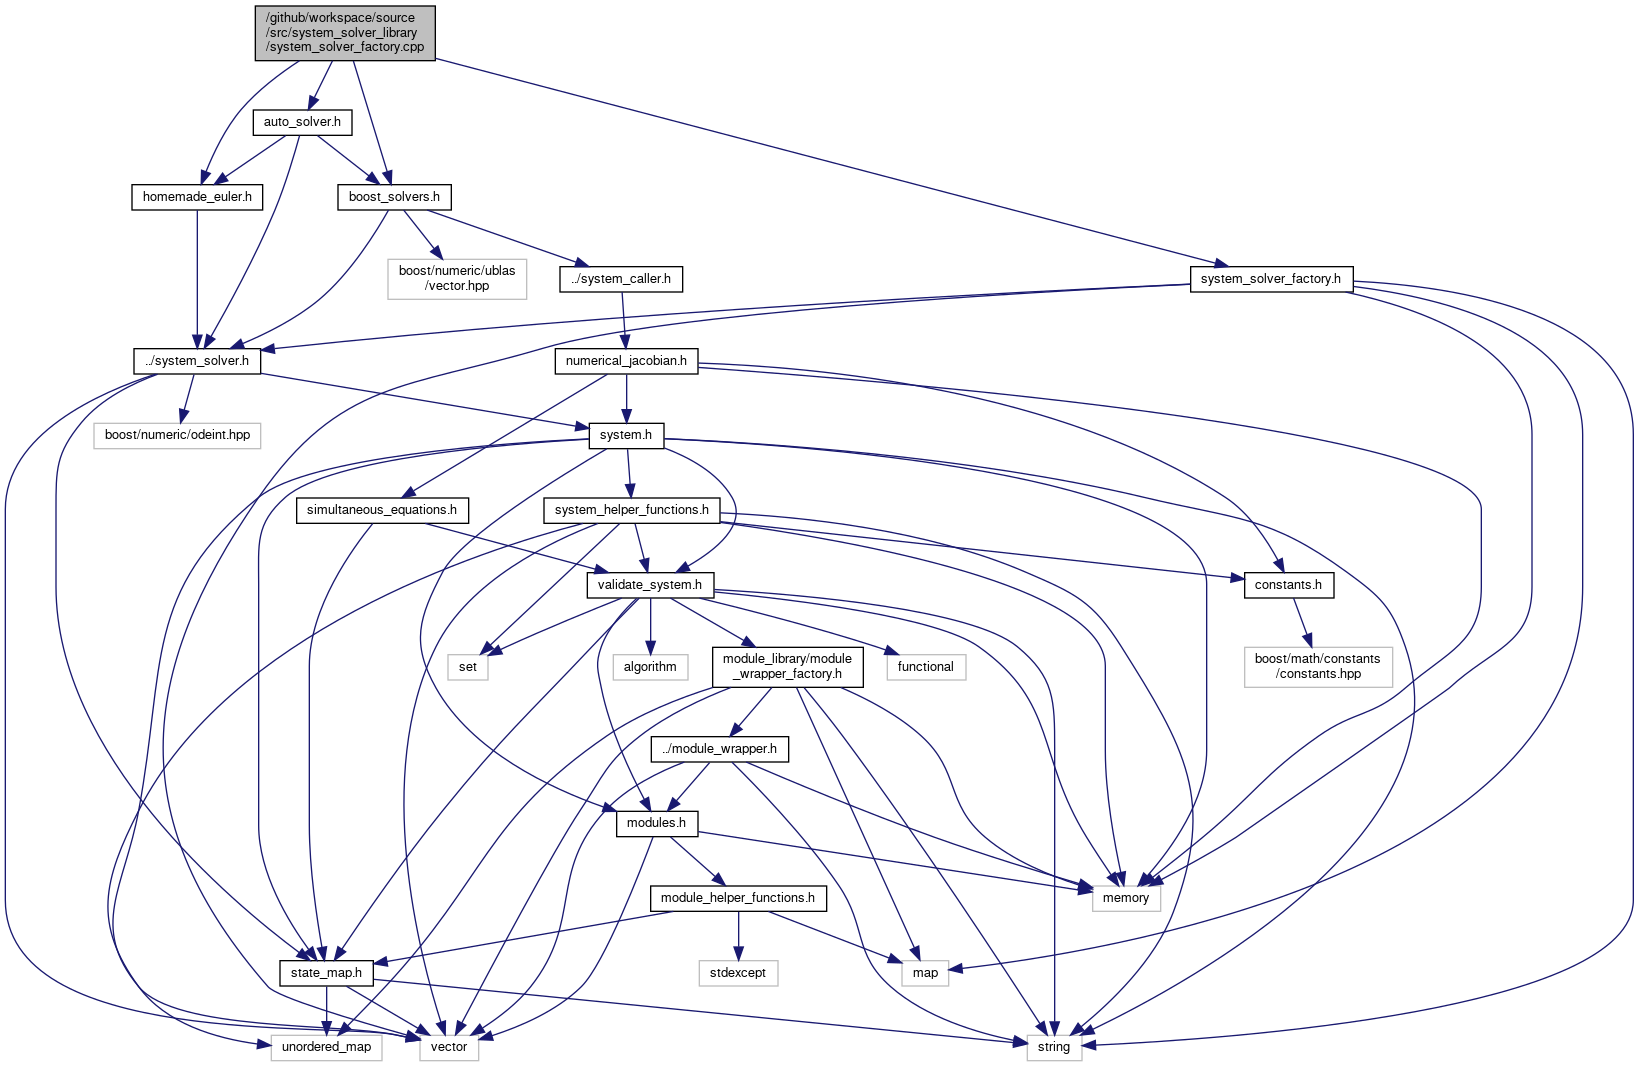 /github/workspace/source
/src/system_solver_library
/system_solver_factory.cpp
auto_solver.h
homemade_euler.h
boost_solvers.h
boost/numeric/ublas
/vector.hpp
../system_caller.h
system_solver_factory.h
../system_solver.h
numerical_jacobian.h
boost/numeric/odeint.hpp
system.h
simultaneous_equations.h
system_helper_functions.h
validate_system.h
constants.h
set
algorithm
module_library/module
_wrapper_factory.h
functional
boost/math/constants
/constants.hpp
../module_wrapper.h
modules.h
module_helper_functions.h
memory
state_map.h
stdexcept
map
unordered_map
vector
string